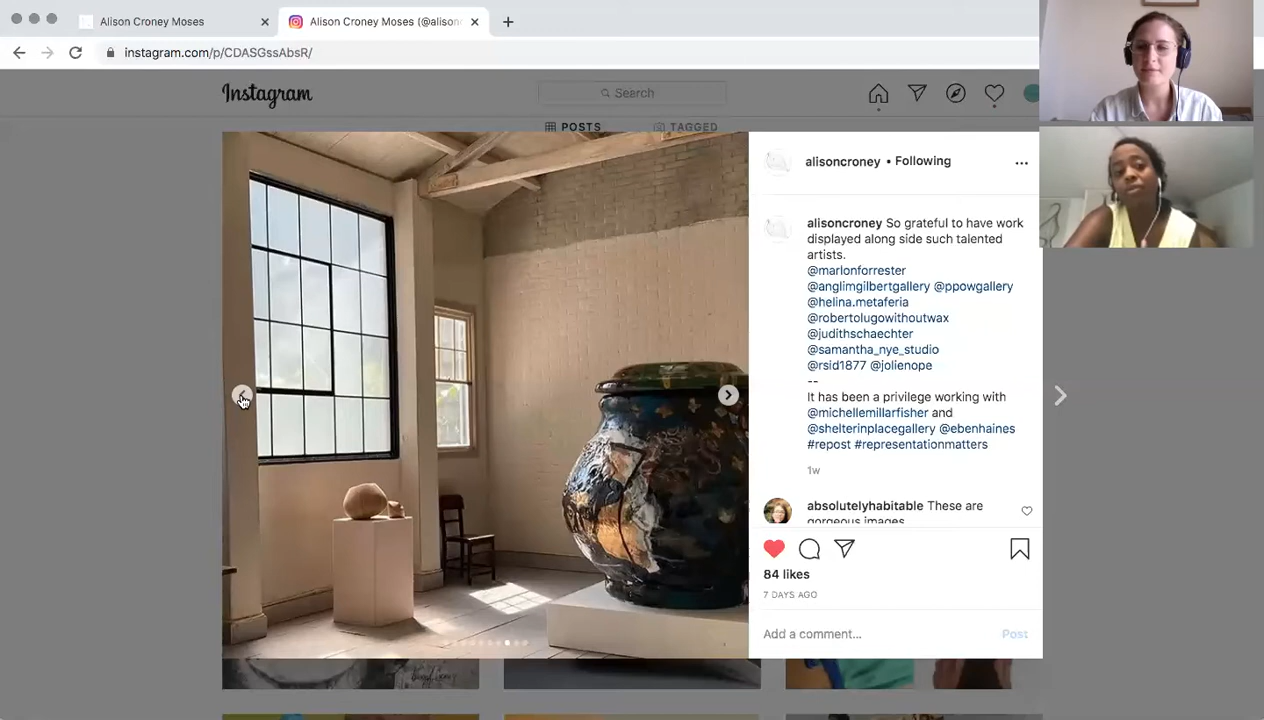 Alison Croney Moses
Alison Croney Moses (@alison
instagram.com/p/CDASGssAbsR/
Instagram
Search
POSTS
TAGGED
alisoncroney • Following
alisoncroney So grateful to have work
displayed along side such talented
artists.
@marlonforrester
@anglimgilbertgallery @ppowgallery
@helina.metaferia
@robertolugowithoutwax
@judithschaechter
@samantha_nye_studio
@rsid1877 @jolienope
--
It has been a privilege working with
@michellemillarfisher and
@shelterinplacegallery @ebenhaines
#repost #representationmatters
1w
absolutelyhabitable These are
gorgeous images
84 likes
7 DAYS AGO
Add a comment...
Post